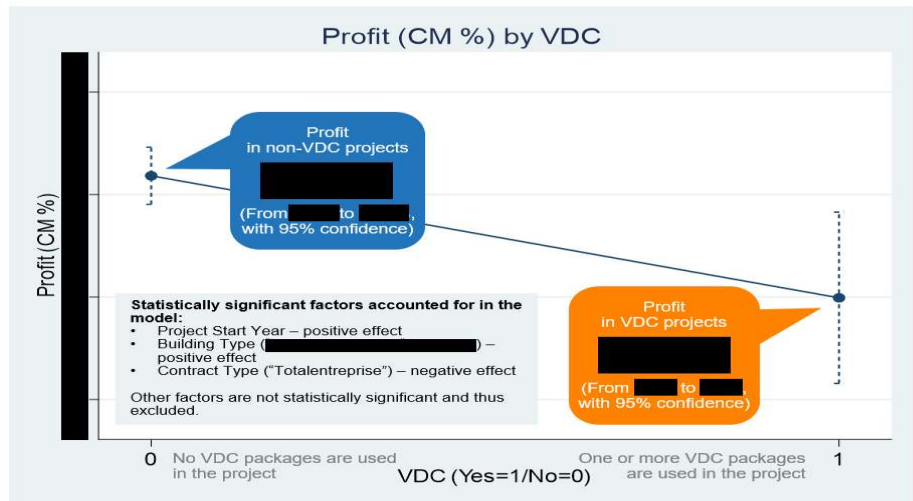 Profit (CM %) by VDC
Profit (CM %)
Profit
in non-VDC projects
(From to ,
with 95% confidence)
Profit
in VDC projects
(From to ,
with 95% confidence)
Statistically significant factors accounted for in the
model:
• Project Start Year – positive effect
• Building Type ( ) –
positive effect
• Contract Type (“Totalentreprise”) – negative effect
Other factors are not statistically significant and thus
excluded.
0
No VDC packages are used
in the project
VDC (Yes=1/No=0)
One or more VDC packages
are used in the project
1